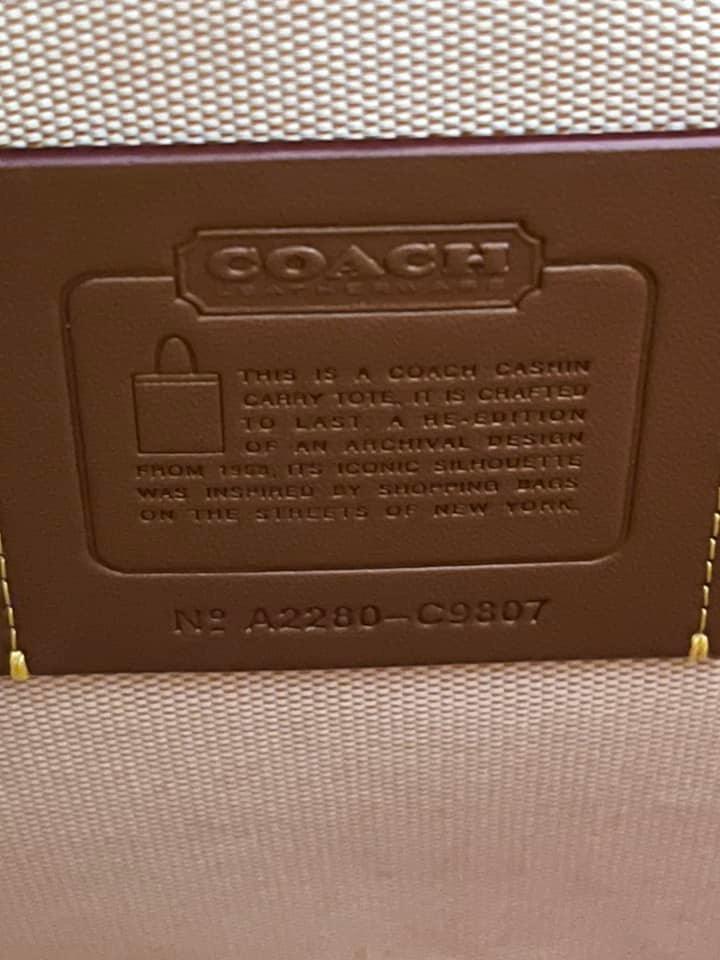 COACH
LEATHERWARE
THIS IS A COACH CASHIN
CARRY TOTE. IT IS CRAFTED
TO LAST. A RE-EDITION
OF AN ARCHIVAL DESIGN
FROM 1968, ITS ICONIC SILHOUETTE
WAS INSPIRED BY SHOPPING BAGS
ON THE STREETS OF NEW YORK.
Nº A2280–C9807